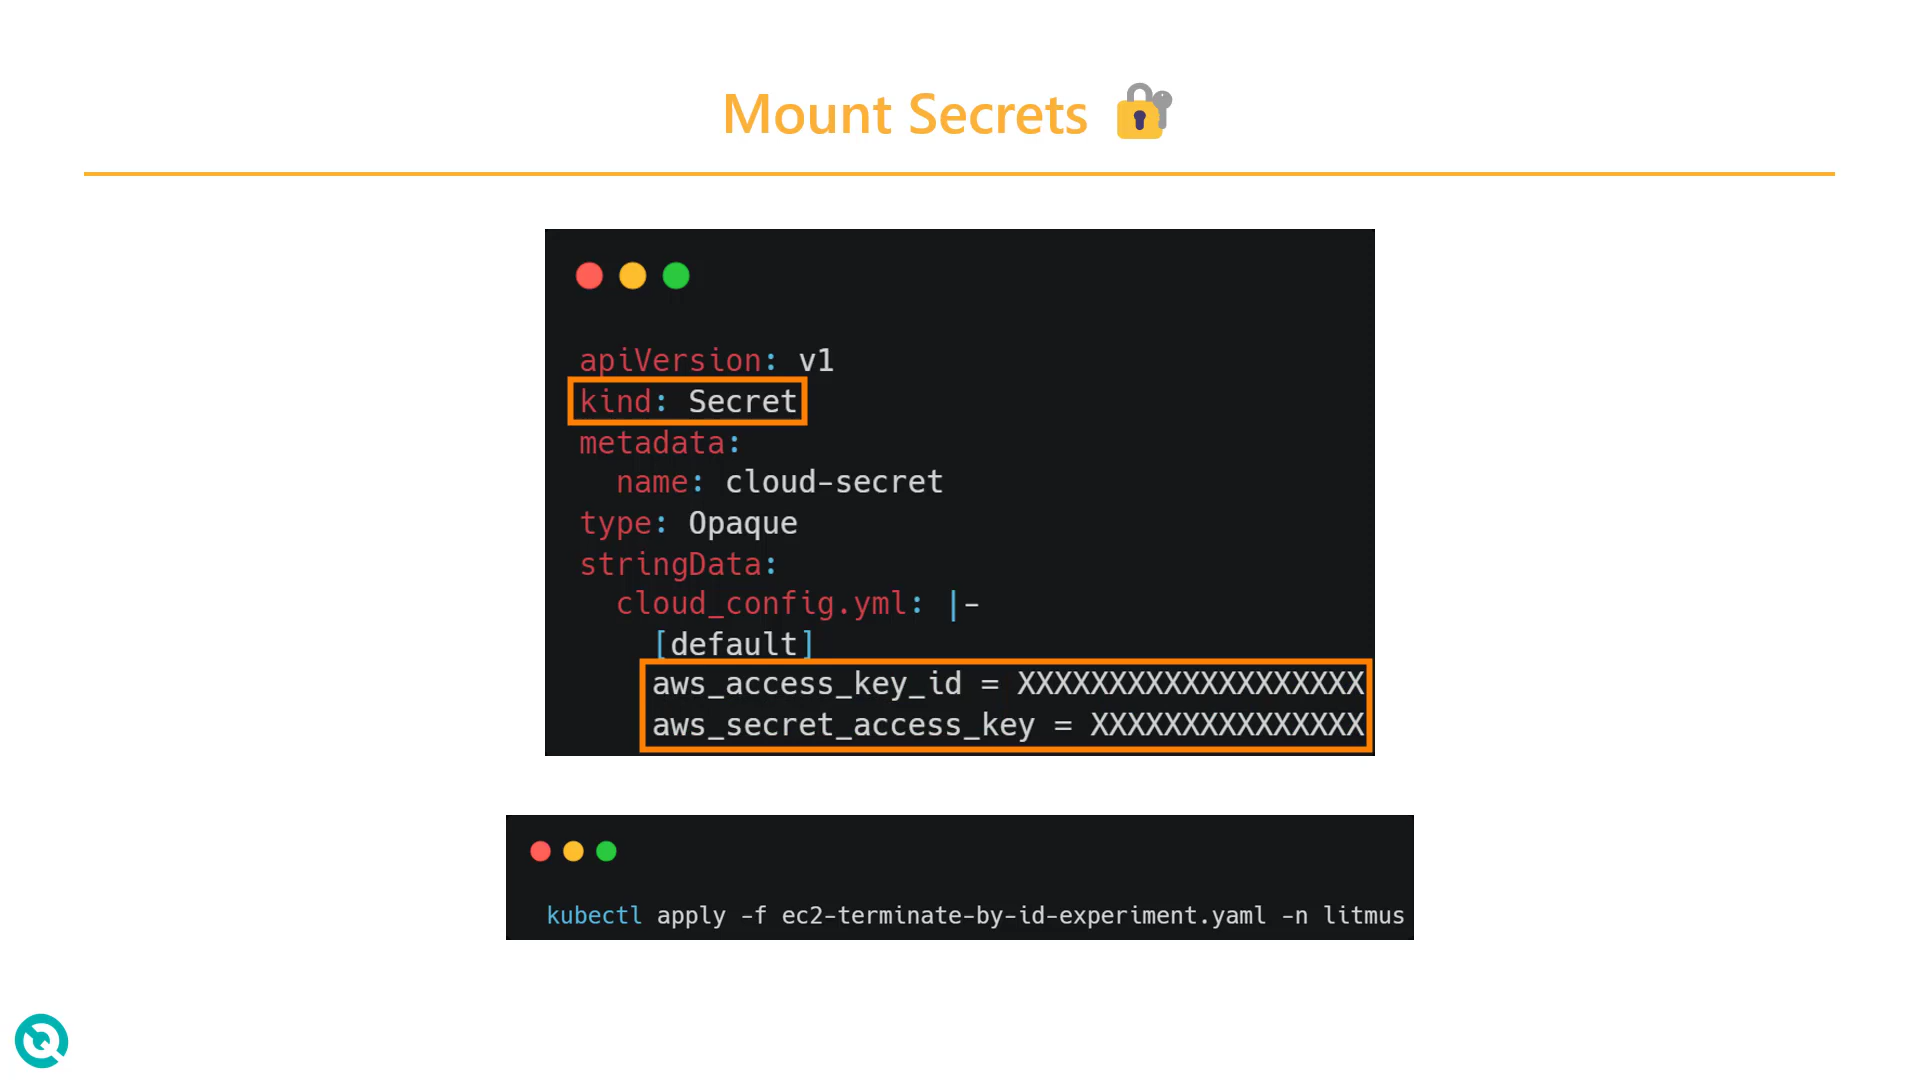 Mount Secrets
apiVersion: v1
kind: Secret
metadata:
  name: cloud-secret
type: Opaque
stringData:
  cloud_config.yml: |-
    [default]
    aws_access_key_id = XXXXXXXXXXXXXXXXXXX
    aws_secret_access_key = XXXXXXXXXXXXXXX
kubectl apply -f ec2-terminate-by-id-experiment.yaml -n litmus